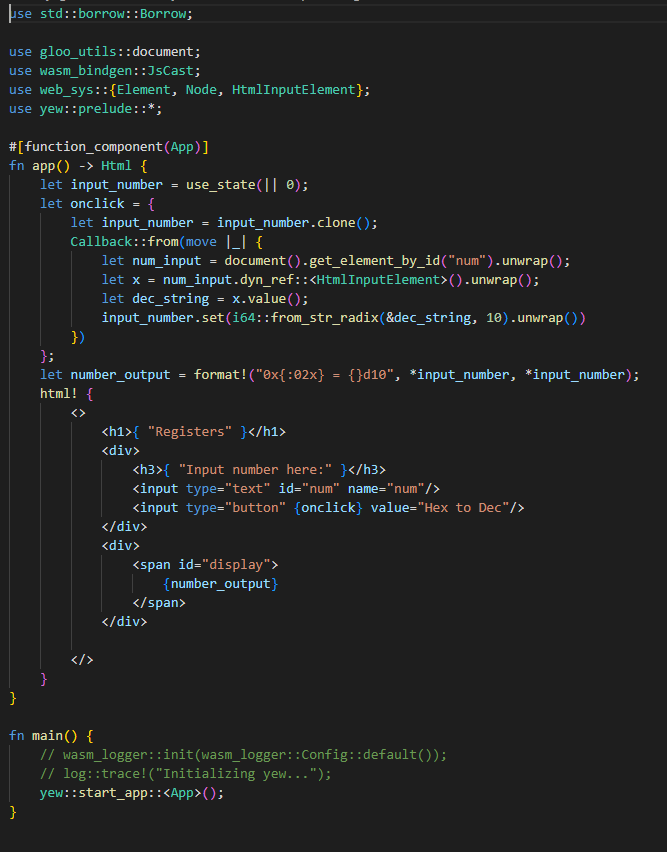 use std::borrow::Borrow;

use gloo_utils::document;
use wasm_bindgen::JsCast;
use web_sys::{Element, Node, HtmlInputElement};
use yew::prelude::*;

#[function_component(App)]
fn app() -> Html {
    let input_number = use_state(|| 0);
    let onclick = {
        let input_number = input_number.clone();
        Callback::from(move |_| {
            let num_input = document().get_element_by_id("num").unwrap();
            let x = num_input.dyn_ref::<HtmlInputElement>().unwrap();
            let dec_string = x.value();
            input_number.set(i64::from_str_radix(&dec_string, 10).unwrap())
        })
    };
    let number_output = format!("0x{:02x} = {}d10", *input_number, *input_number);
    html! {
        <>
            <h1>{ "Registers" }</h1>
            <div>
                <h3>{ "Input number here:" }</h3>
                <input type="text" id="num" name="num"/>
                <input type="button" {onclick} value="Hex to Dec"/>
            </div>
            <div>
                <span id="display">
                    {number_output}
                </span>
            </div>

        </>
    }
}

fn main() {
    // wasm_logger::init(wasm_logger::Config::default());
    // log::trace!("Initializing yew...");
    yew::start_app::<App>();
}